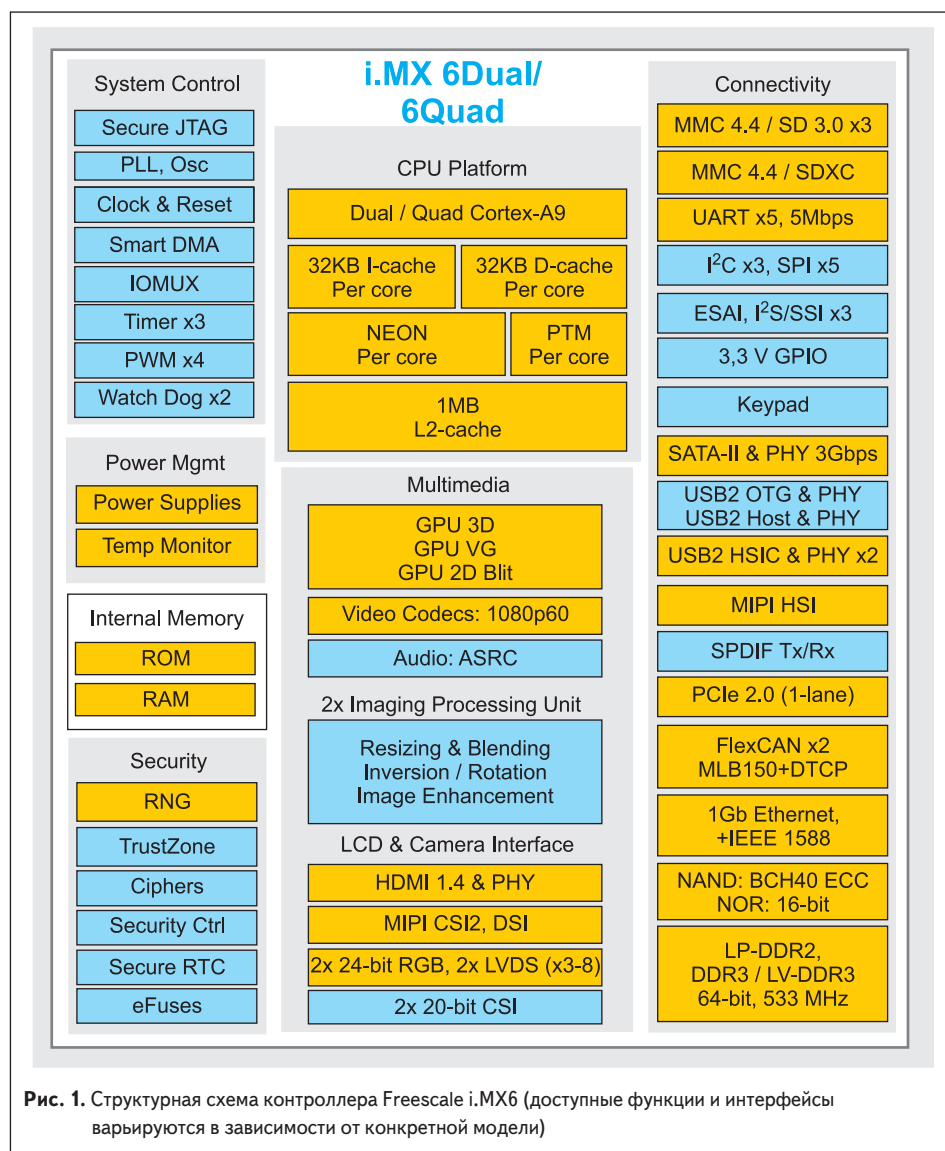 i.MX 6Dual/
6Quad
System Control
Secure JTAG
PLL, Osc
Clock & Reset
Smart DMA
IOMUX
Timer x3
PWM x4
Watch Dog x2
Power Mgmt
Power Supplies
Temp Monitor
Internal Memory
ROM
RAM
Security
RNG
TrustZone
Ciphers
Security Ctrl
Secure RTC
eFuses
CPU Platform
Dual / Quad Cortex-A9
32KB I-cache
Per core
32KB D-cache
Per core
NEON
Per core
PTM
Per core
1MB
L2-cache
Multimedia
GPU 3D
GPU VG
GPU 2D Blit
Video Codecs: 1080p60
Audio: ASRC
2x Imaging Processing Unit
Resizing & Blending
Inversion / Rotation
Image Enhancement
LCD & Camera Interface
HDMI 1.4 & PHY
MIPI CSI2, DSI
2x 24-bit RGB, 2x LVDS (x3-8)
2x 20-bit CSI
Connectivity
MMC 4.4 / SD 3.0 x3
MMC 4.4 / SDXC
UART x5, 5Mbps
I²C x3, SPI x5
ESAI, I²S/SSI x3
3,3 V GPIO
Keypad
SATA-II & PHY 3Gbps
USB2 OTG & PHY
USB2 Host & PHY
USB2 HSIC & PHY x2
MIPI HSI
SPDIF Tx/Rx
PCIe 2.0 (1-lane)
FlexCAN x2
MLB150+DTCP
1Gb Ethernet,
+IEEE 1588
NAND: BCH40 ECC
NOR: 16-bit
LP-DDR2,
DDR3 / LV-DDR3
64-bit, 533 MHz
Рис. 1. Структурная схема контроллера Freescale i.MX6 (доступные функции и интерфейсы
варьируются в зависимости от конкретной модели)